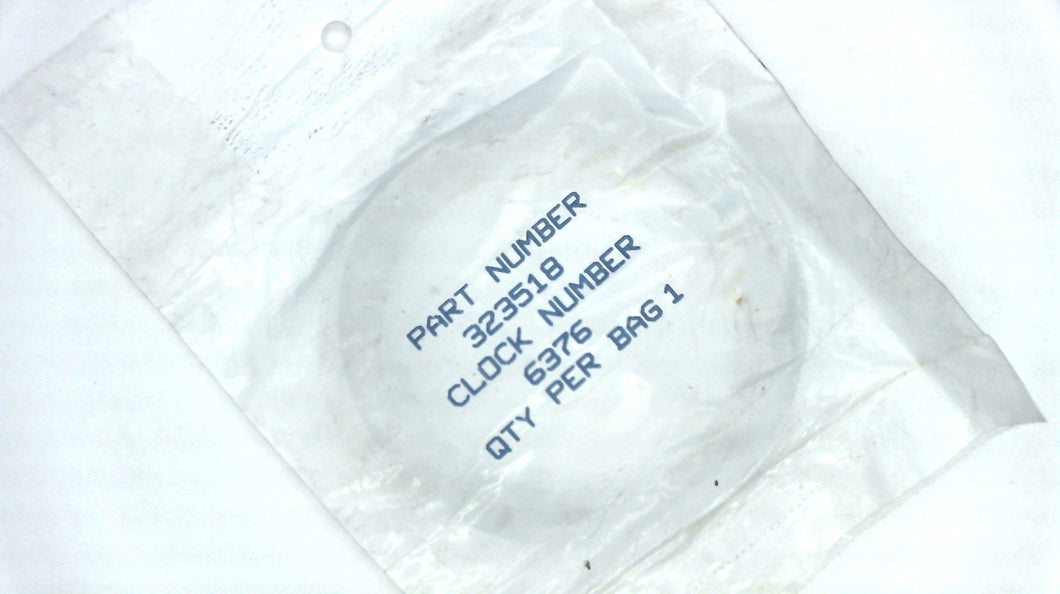 PART NUMBER
323518
CLOCK NUMBER
6376
QTY PER BAG 1